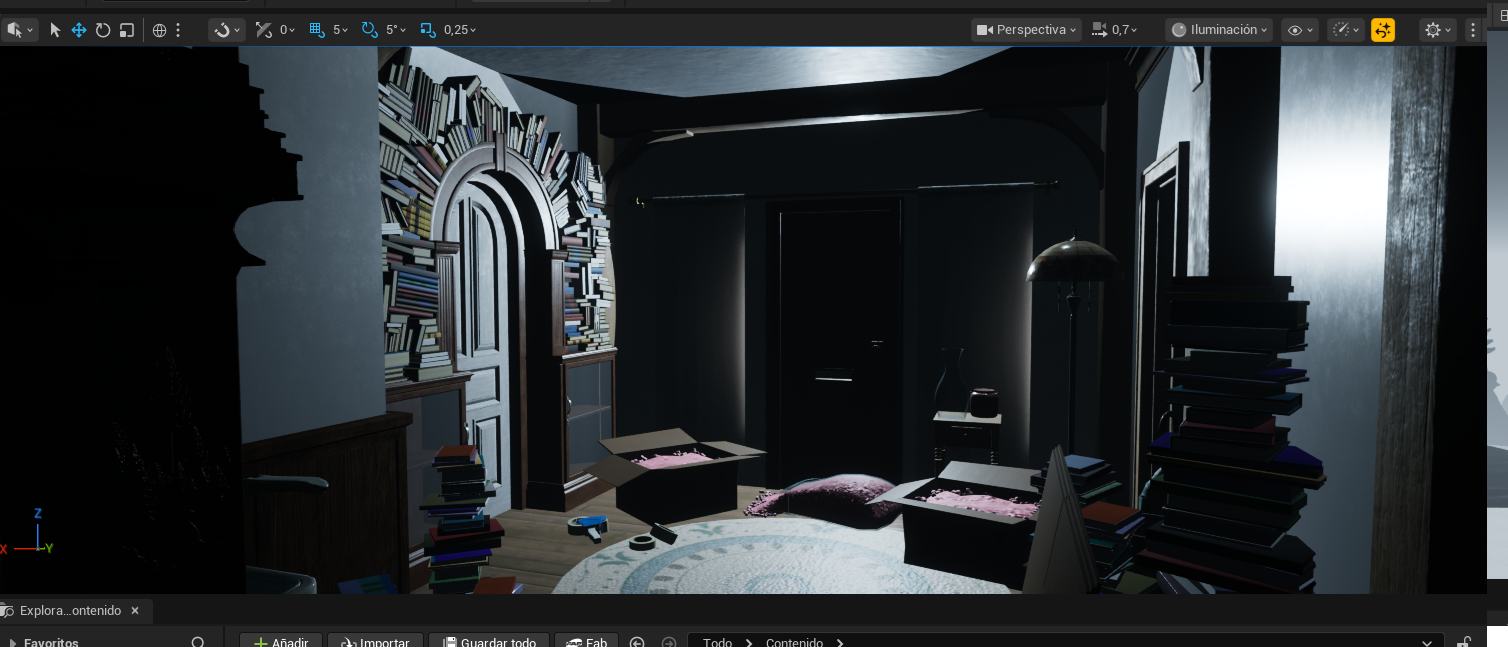 0 5 5° 0,25 Perspectiva 0,7 Iluminación
Z
X Y
Explora...ontenido
Favoritos Añadir Importar Guardar todo Fab Todo Contenido